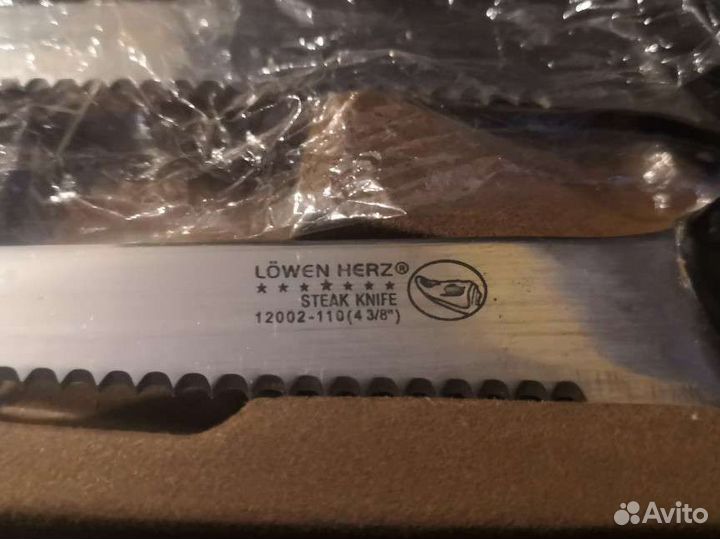 LÖWEN HERZ®
★ ★ ★ ★ ★ ★ ★
STEAK KNIFE
12002-110(4 3/8")
Avito